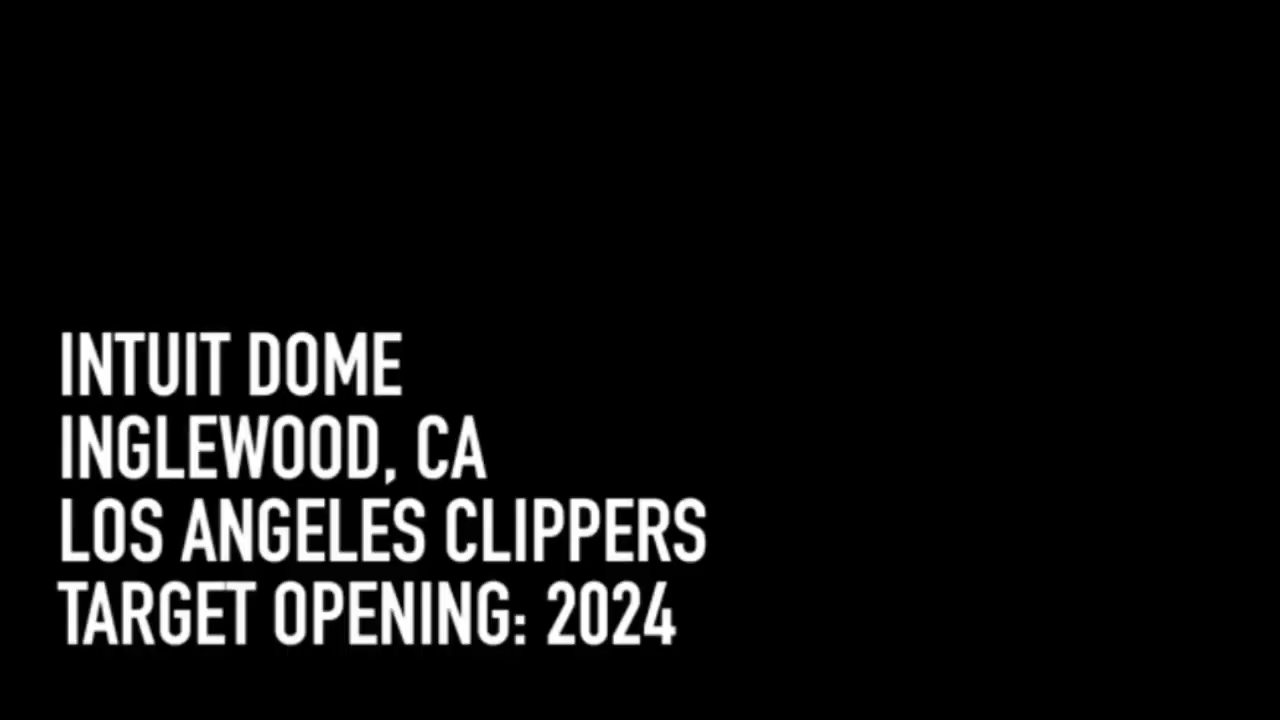 INTUIT DOME
INGLEWOOD, CA
LOS ANGELES CLIPPERS
TARGET OPENING: 2024